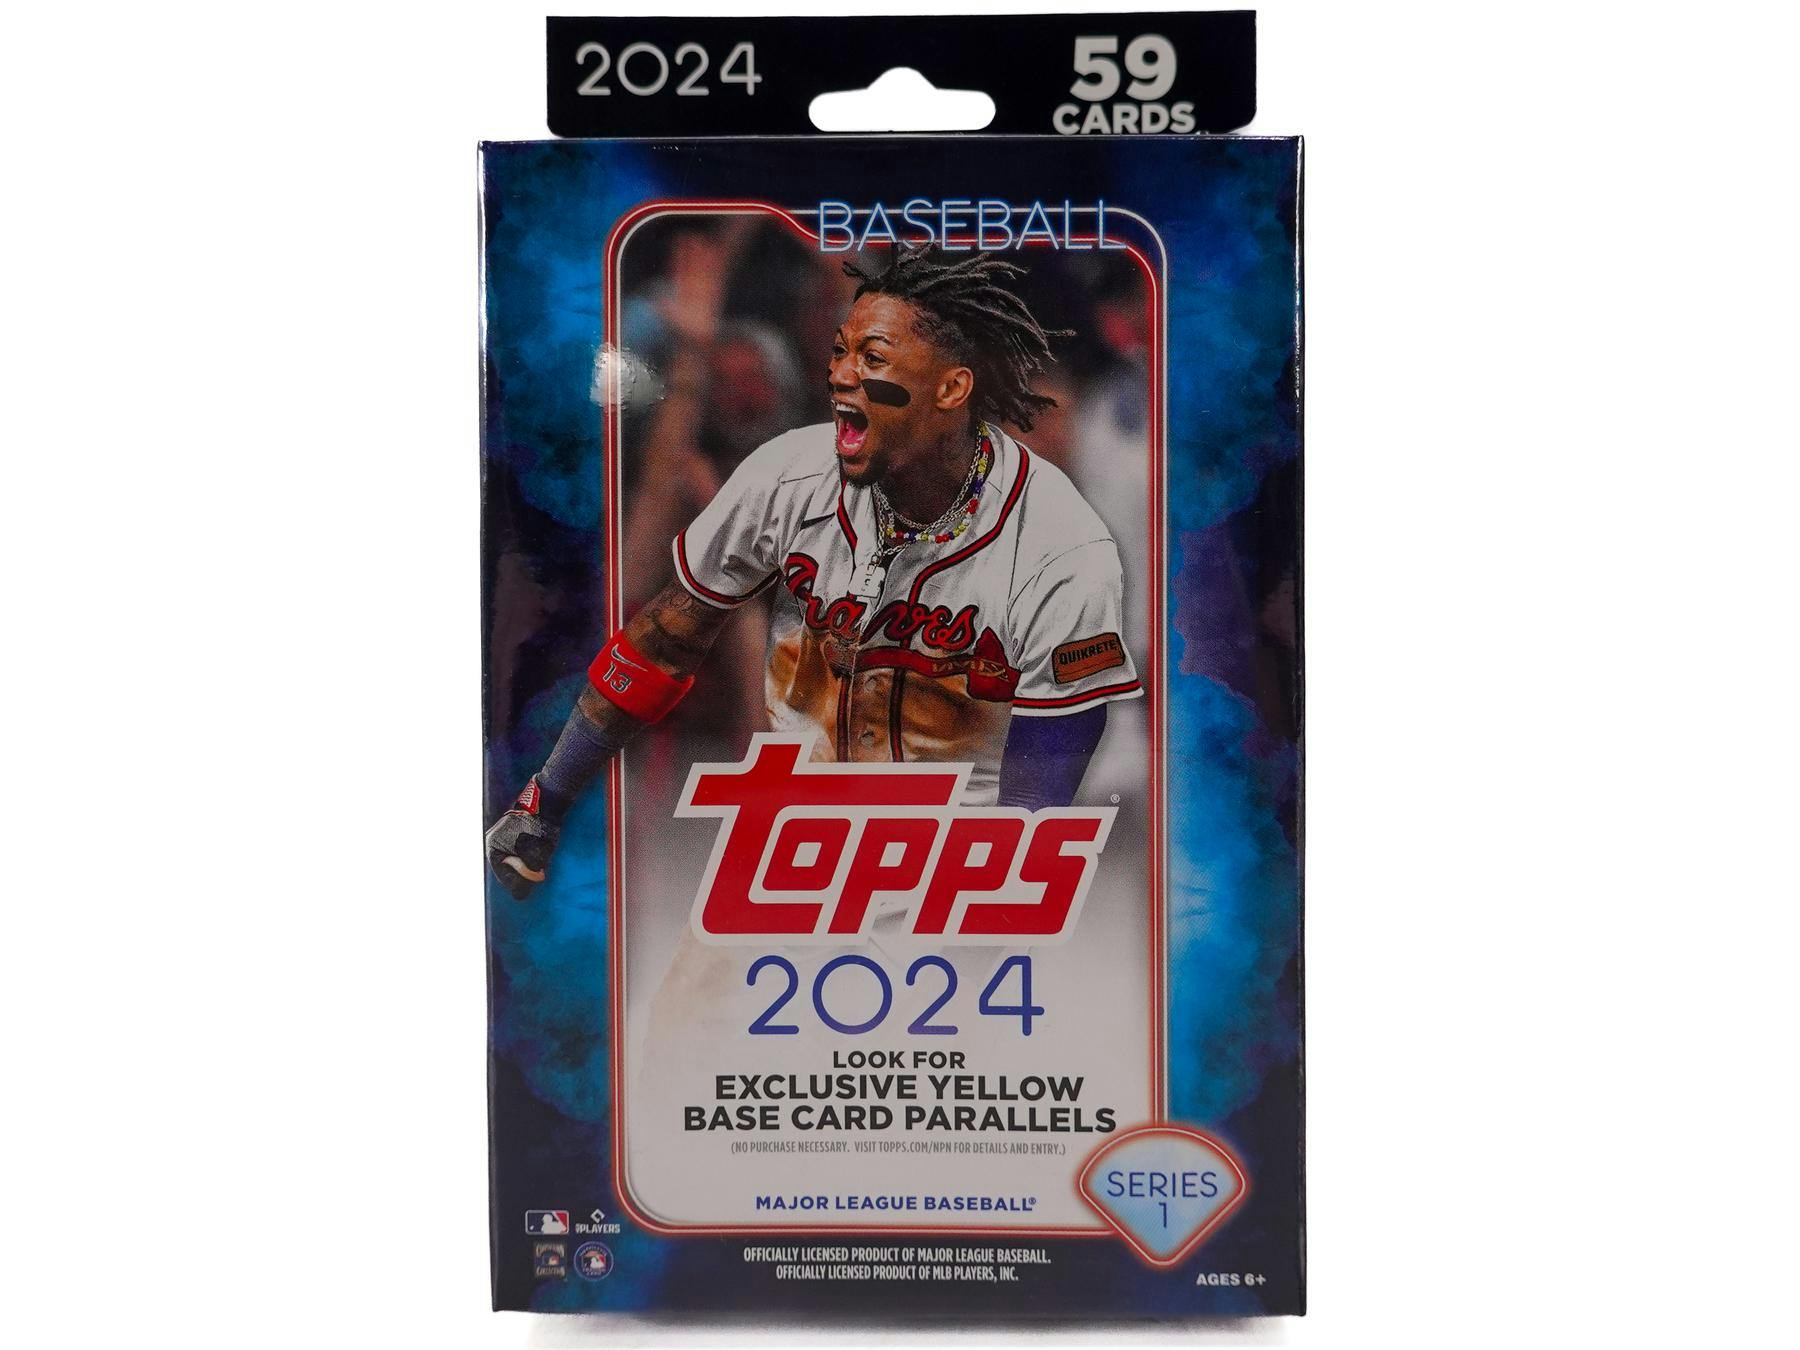 2024
59
CARDS
BASEBALL
Braves
QUIKRETE
13
topps®
2024
LOOK FOR
EXCLUSIVE YELLOW
BASE CARD PARALLELS
(NO PURCHASE NECESSARY. VISIT TOPPS.COM/NPN FOR DETAILS AND ENTRY.)
MAJOR LEAGUE BASEBALL®
SERIES
1
PLAYERS
OFFICIALLY LICENSED PRODUCT OF MAJOR LEAGUE BASEBALL.
OFFICIALLY LICENSED PRODUCT OF MLB PLAYERS, INC.
AGES 6+